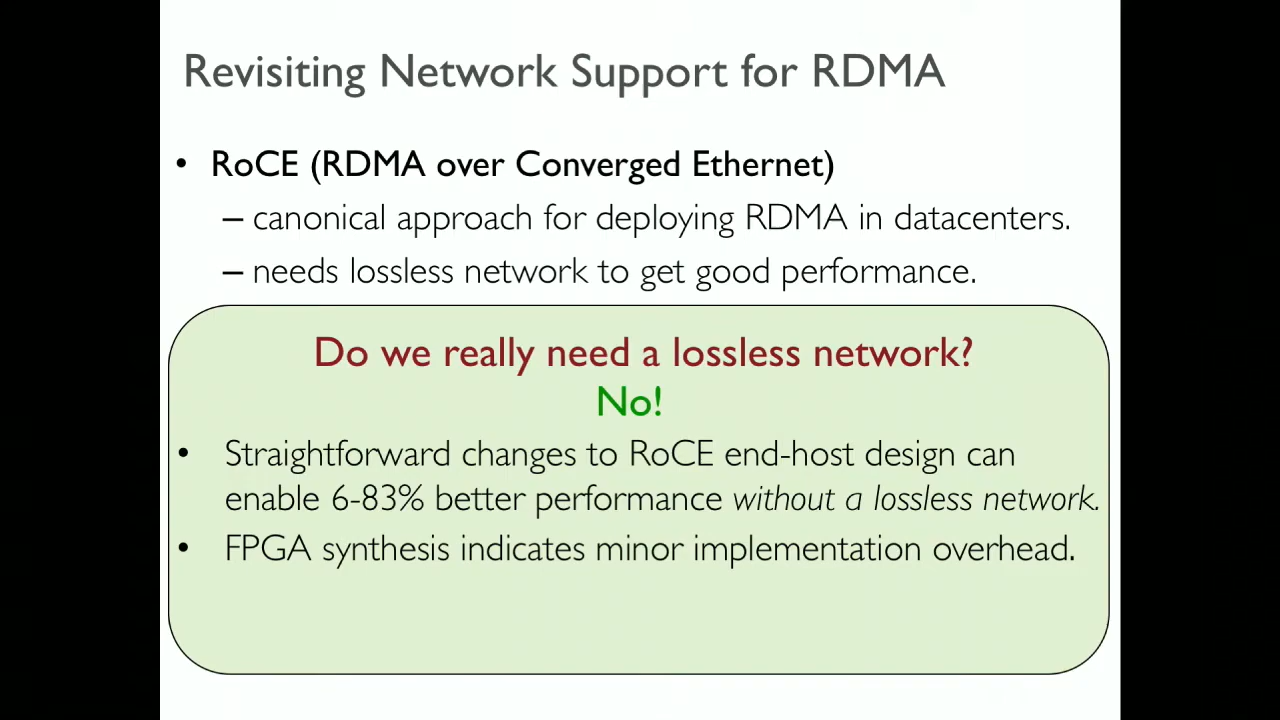 Revisiting Network Support for RDMA
• RoCE (RDMA over Converged Ethernet)
– canonical approach for deploying RDMA in datacenters.
– needs lossless network to get good performance.
Do we really need a lossless network?
No!
• Straightforward changes to RoCE end-host design can
enable 6-83% better performance without a lossless network.
• FPGA synthesis indicates minor implementation overhead.